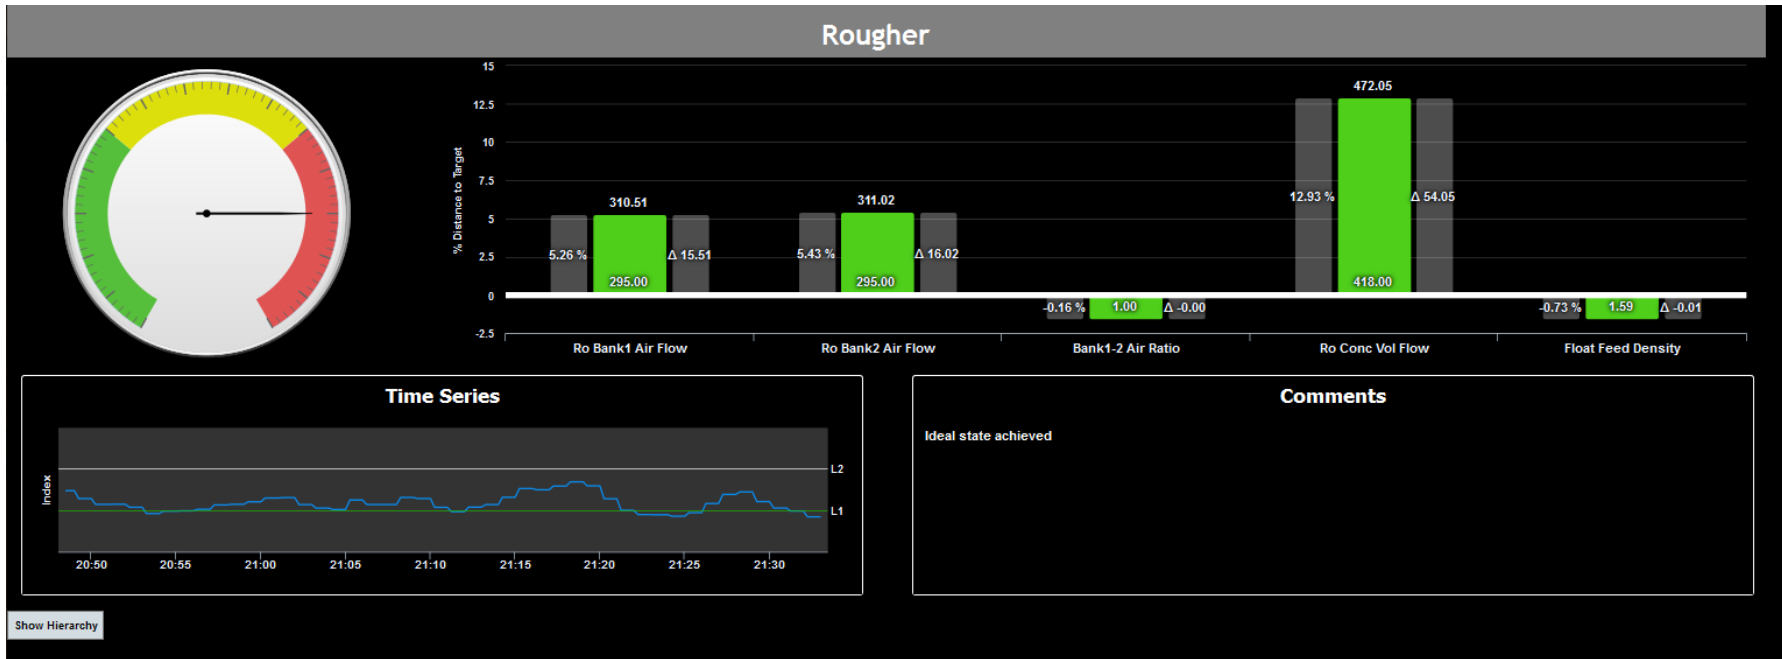 Rougher
15
12.5
10
7.5
5
2.5
0
-2.5
% Distance to Target
310.51
5.26 %
Δ 15.51
295.00
311.02
5.43 %
Δ 16.02
295.00
-0.16 %
1.00
Δ -0.00
472.05
12.93 %
Δ 54.05
418.00
-0.73 %
1.59
Δ -0.01
Ro Bank1 Air Flow
Ro Bank2 Air Flow
Bank1-2 Air Ratio
Ro Conc Vol Flow
Float Feed Density
Time Series
Index
L2
L1
20:50
20:55
21:00
21:05
21:10
21:15
21:20
21:25
21:30
Comments
Ideal state achieved
Show Hierarchy